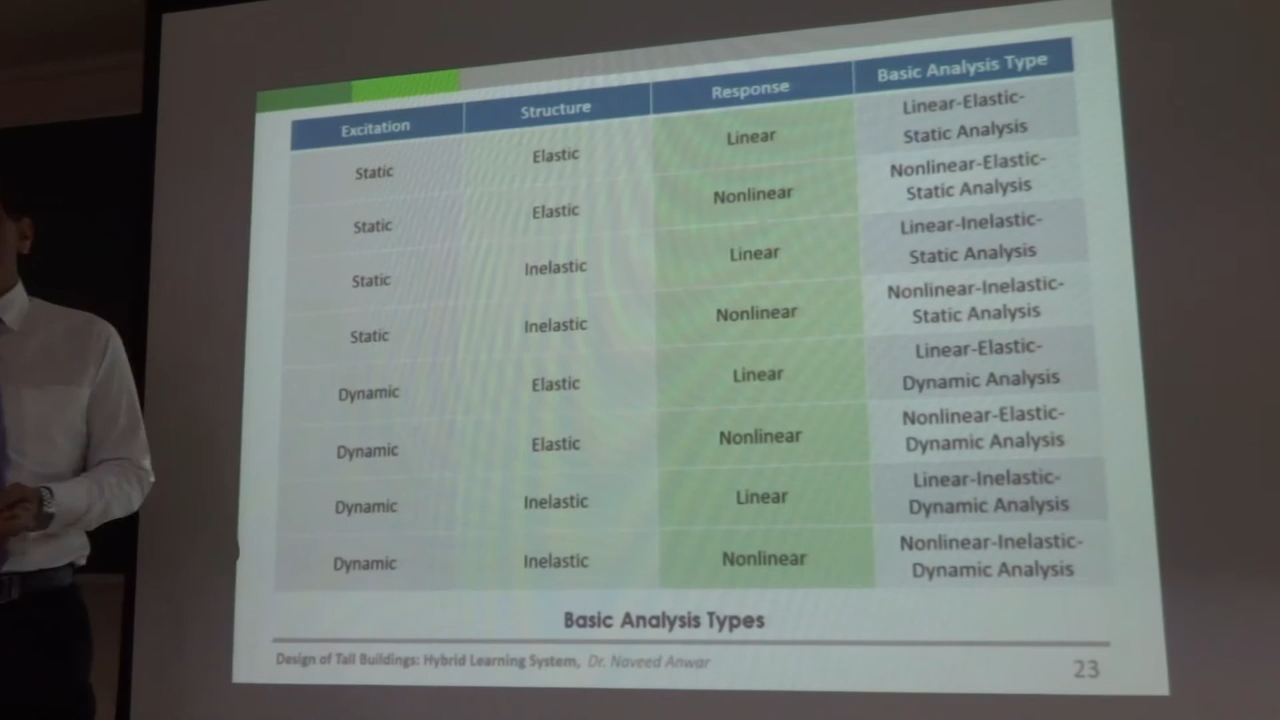 Excitation Structure Response Basic Analysis Type
Static Elastic Linear Linear-Elastic-
Static Analysis
Static Elastic Nonlinear Nonlinear-Elastic-
Static Analysis
Static Inelastic Linear Linear-Inelastic-
Static Analysis
Static Inelastic Nonlinear Nonlinear-Inelastic-
Static Analysis
Dynamic Elastic Linear Linear-Elastic-
Dynamic Analysis
Dynamic Elastic Nonlinear Nonlinear-Elastic-
Dynamic Analysis
Dynamic Inelastic Linear Linear-Inelastic-
Dynamic Analysis
Dynamic Inelastic Nonlinear Nonlinear-Inelastic-
Dynamic Analysis
Basic Analysis Types
Design of Tall Buildings: Hybrid Learning System, Dr. Naveed Anwar 23